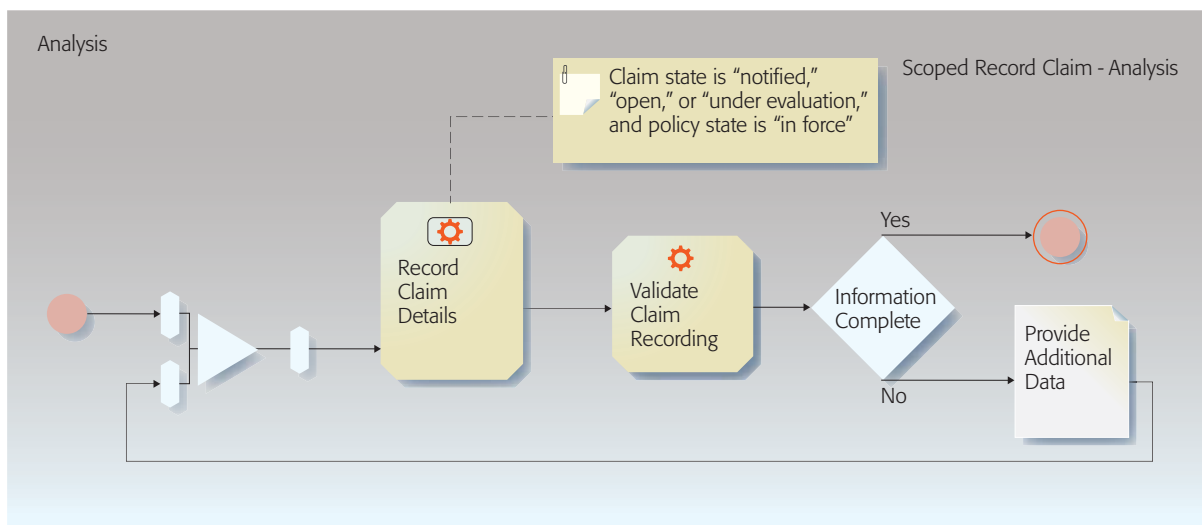 Analysis
Scoped Record Claim - Analysis
Claim state is “notified,”
“open,” or “under evaluation,”
and policy state is “in force”
Record
Claim
Details
Validate
Claim
Recording
Information
Complete
Yes
No
Provide
Additional
Data